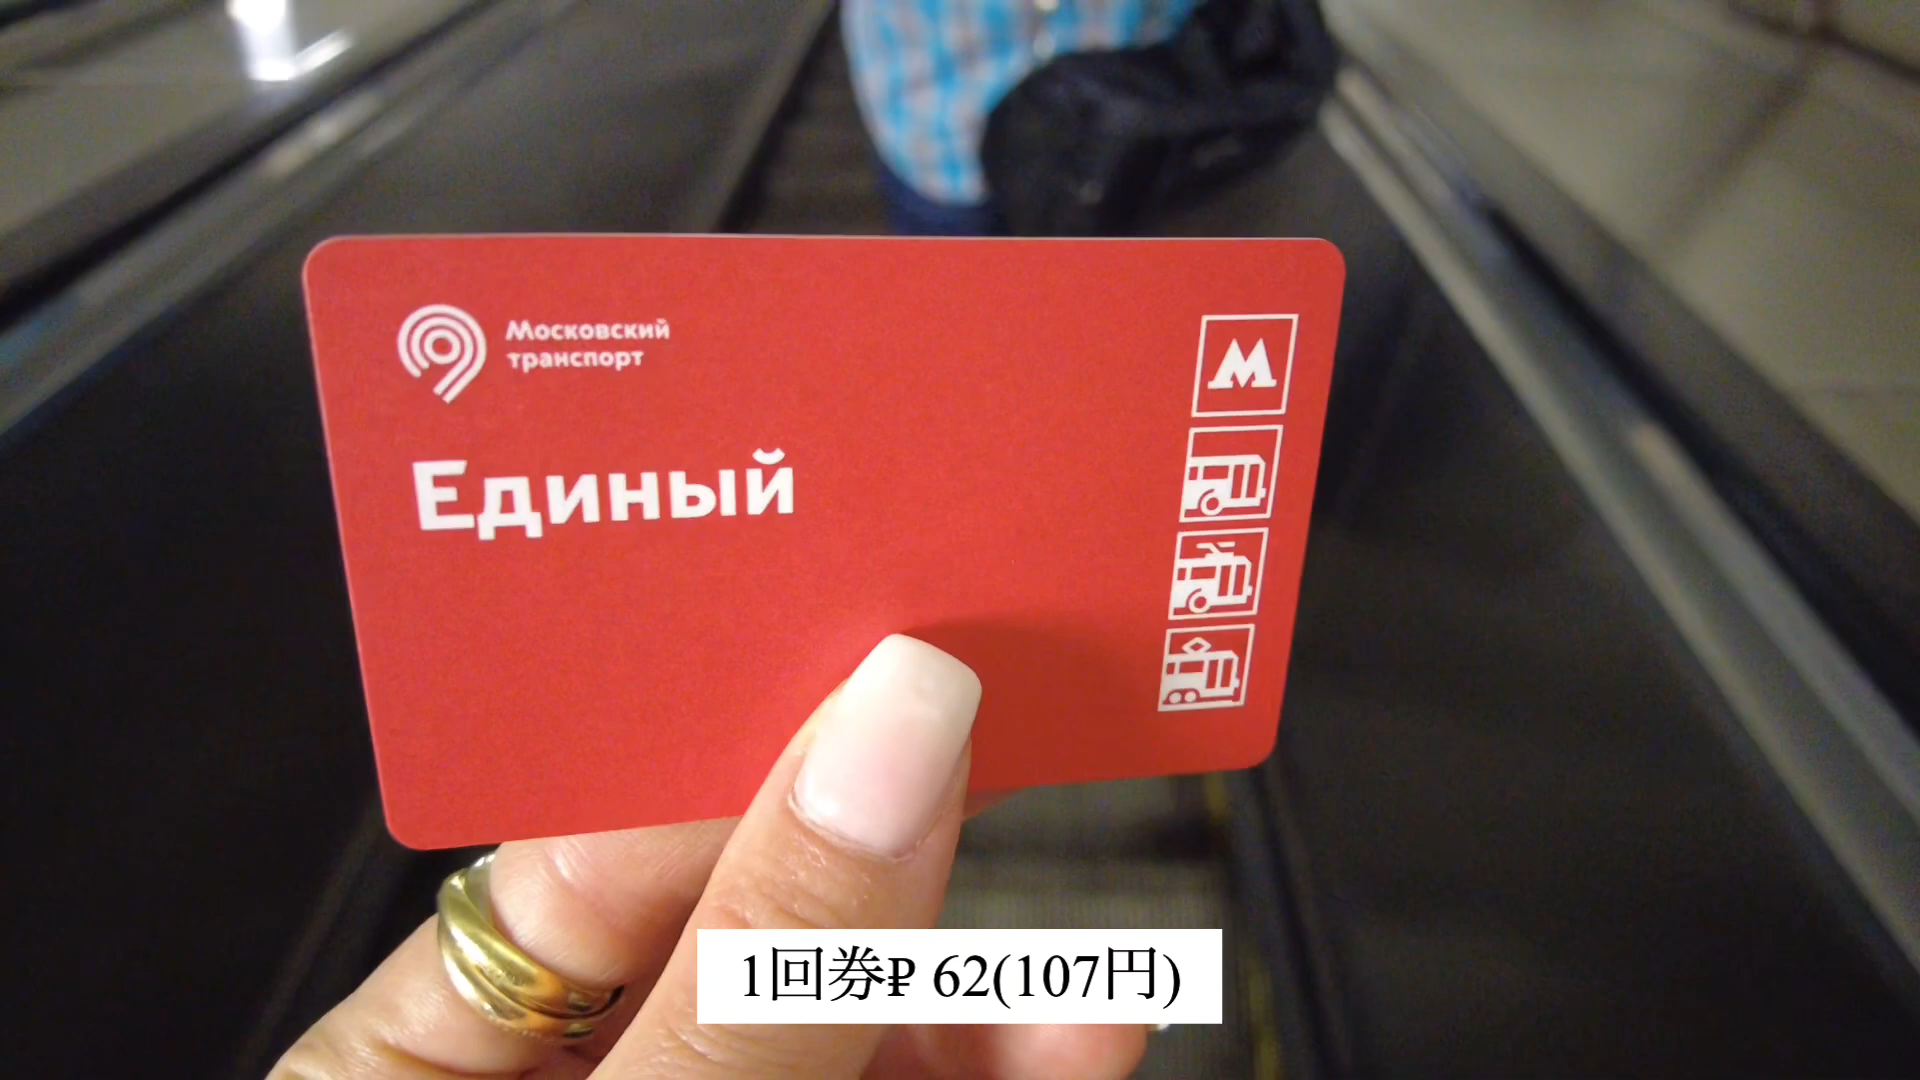 Московский
транспорт
Единый
М
1回券₽ 62(107円)